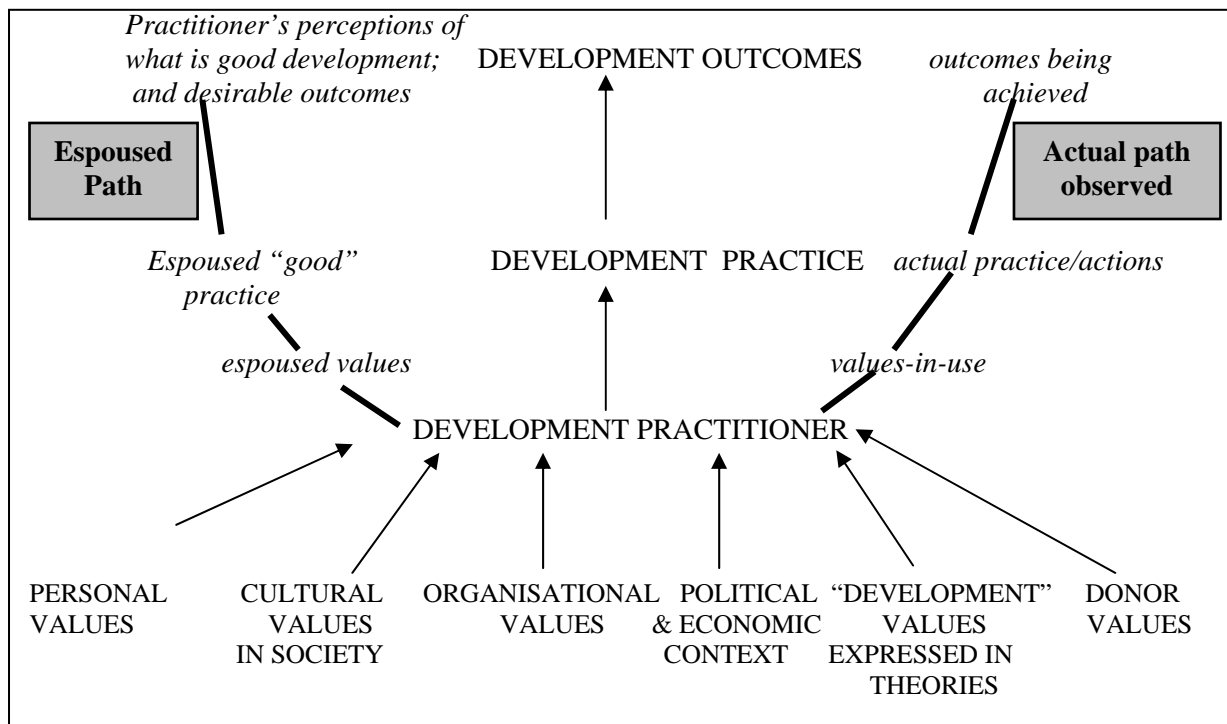 Practitioner’s perceptions of
what is good development;
and desirable outcomes
DEVELOPMENT OUTCOMES
outcomes being
achieved
Espoused
Path
Actual path
observed
Espoused “good”
practice
DEVELOPMENT PRACTICE
actual practice/actions
espoused values
values-in-use
DEVELOPMENT PRACTITIONER
PERSONAL
VALUES
CULTURAL
VALUES
IN SOCIETY
ORGANISATIONAL
VALUES
POLITICAL
& ECONOMIC
CONTEXT
“DEVELOPMENT”
VALUES
EXPRESSED IN
THEORIES
DONOR
VALUES